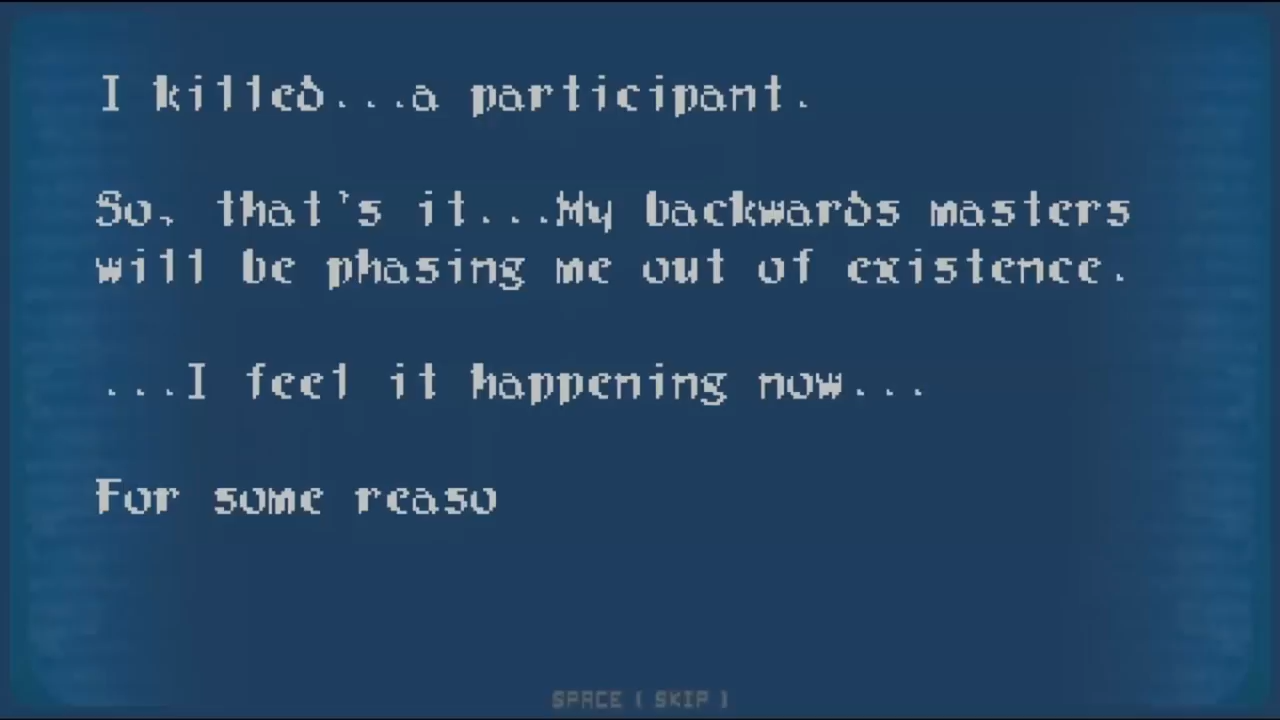 I killed...a participant.
So, that's it...My backwards masters
will be phasing me out of existence.
...I feel it happening now...
For some reaso
SPACE ( SKIP )